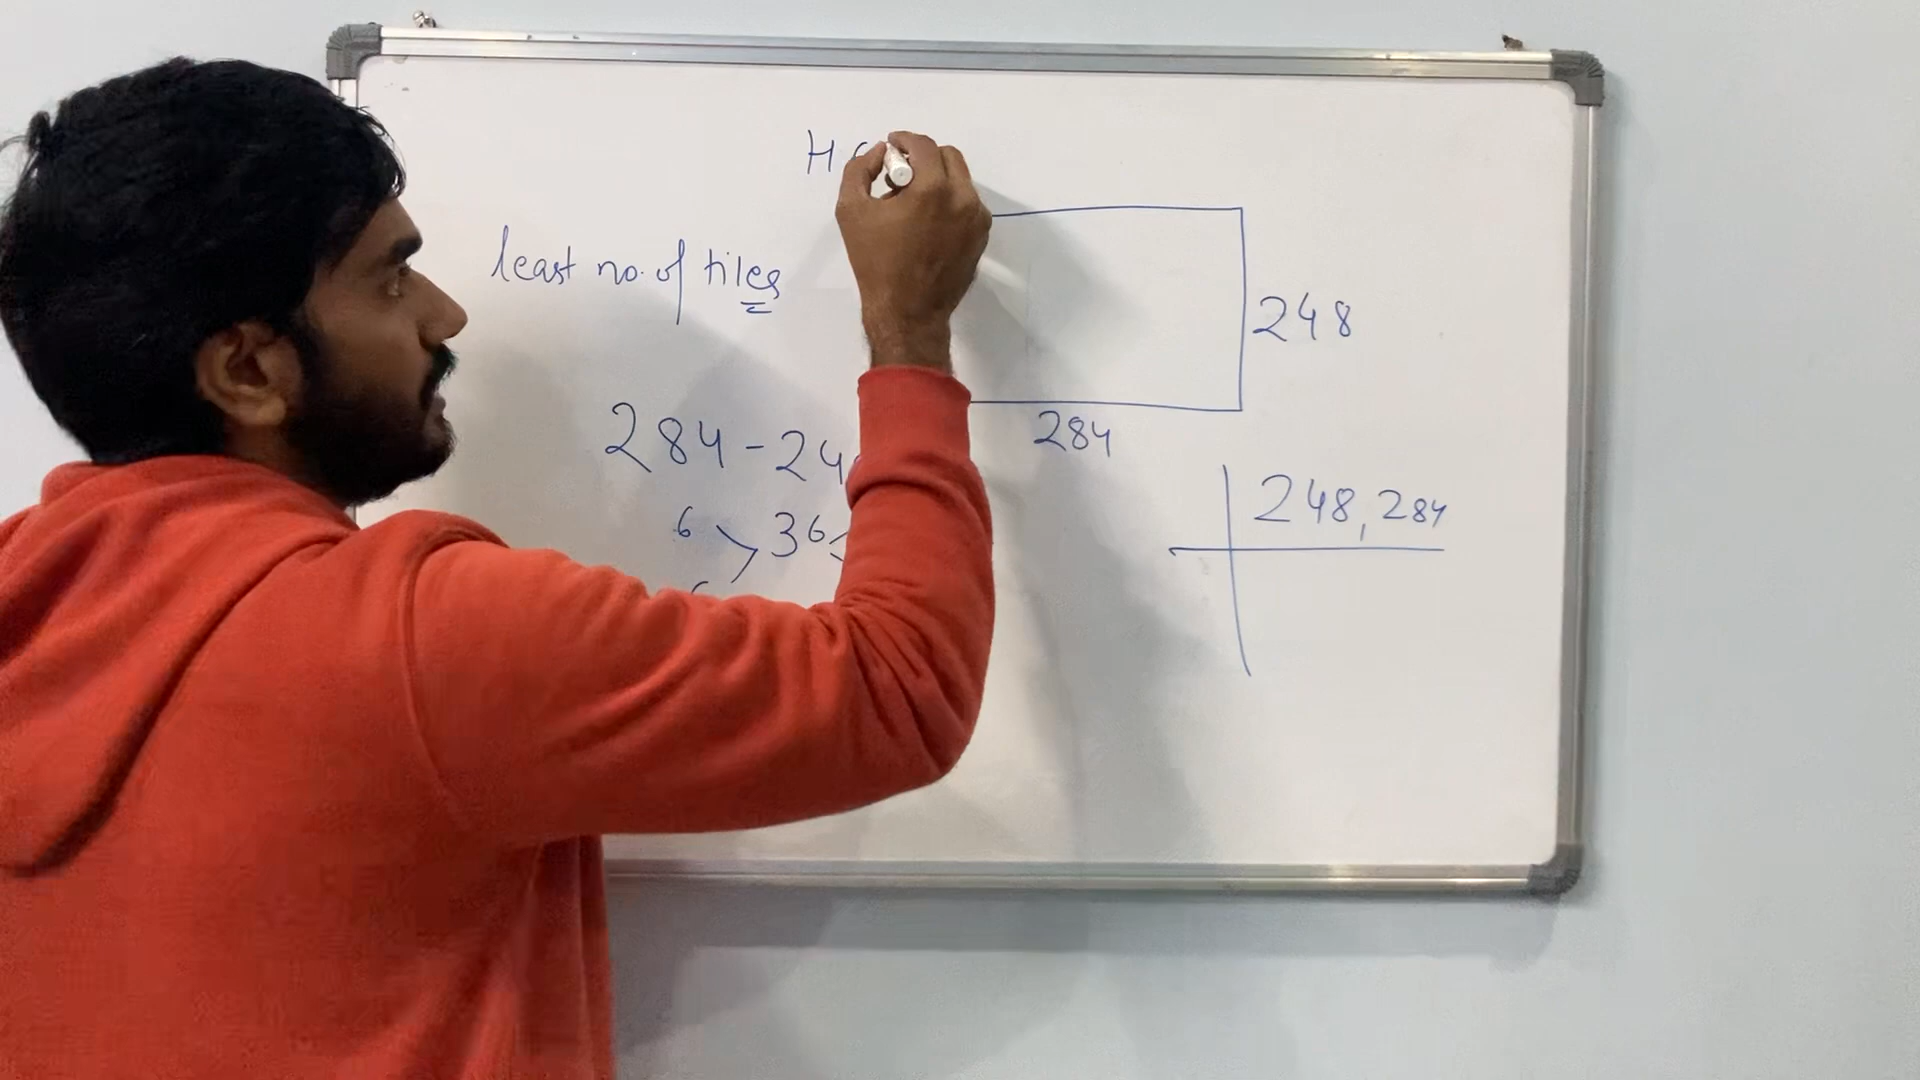 H
least no. of tiles
248
284
284 - 24
248, 284
6 36